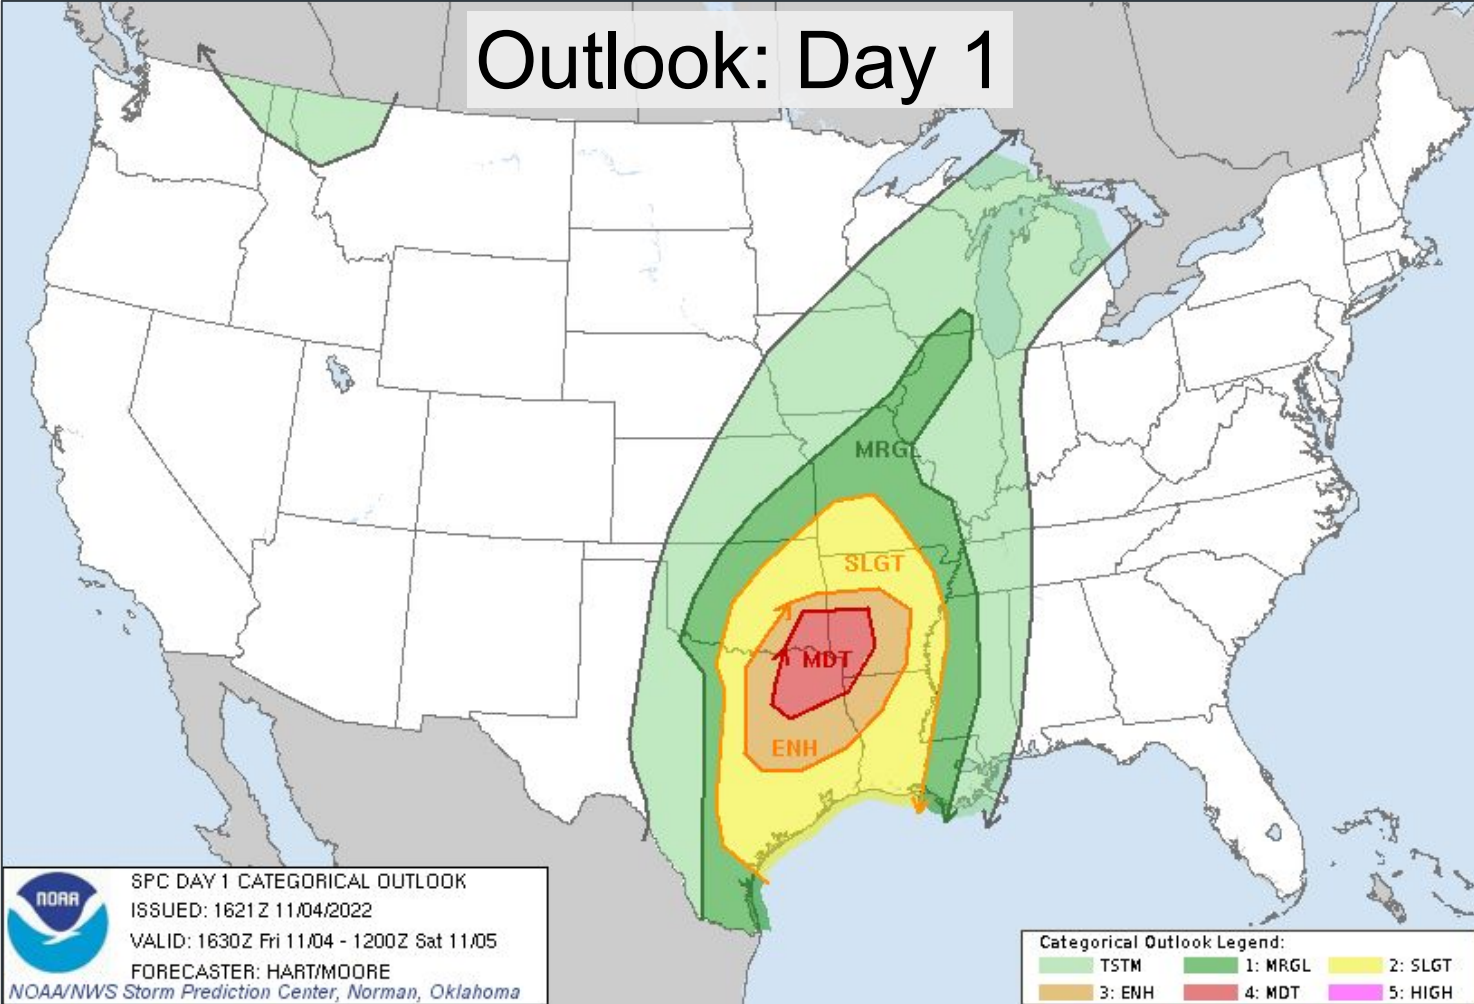 Outlook: Day 1
MRGL
SLGT
MDT
ENH
NOAA
SPC DAY 1 CATEGORICAL OUTLOOK
ISSUED: 1621Z 11/04/2022
VALID: 1630Z Fri 11/04 - 1200Z Sat 11/05
FORECASTER: HART/MOORE
NOAA/NWS Storm Prediction Center, Norman, Oklahoma
Categorical Outlook Legend:
TSTM 1: MRGL 2: SLGT
3: ENH 4: MDT 5: HIGH